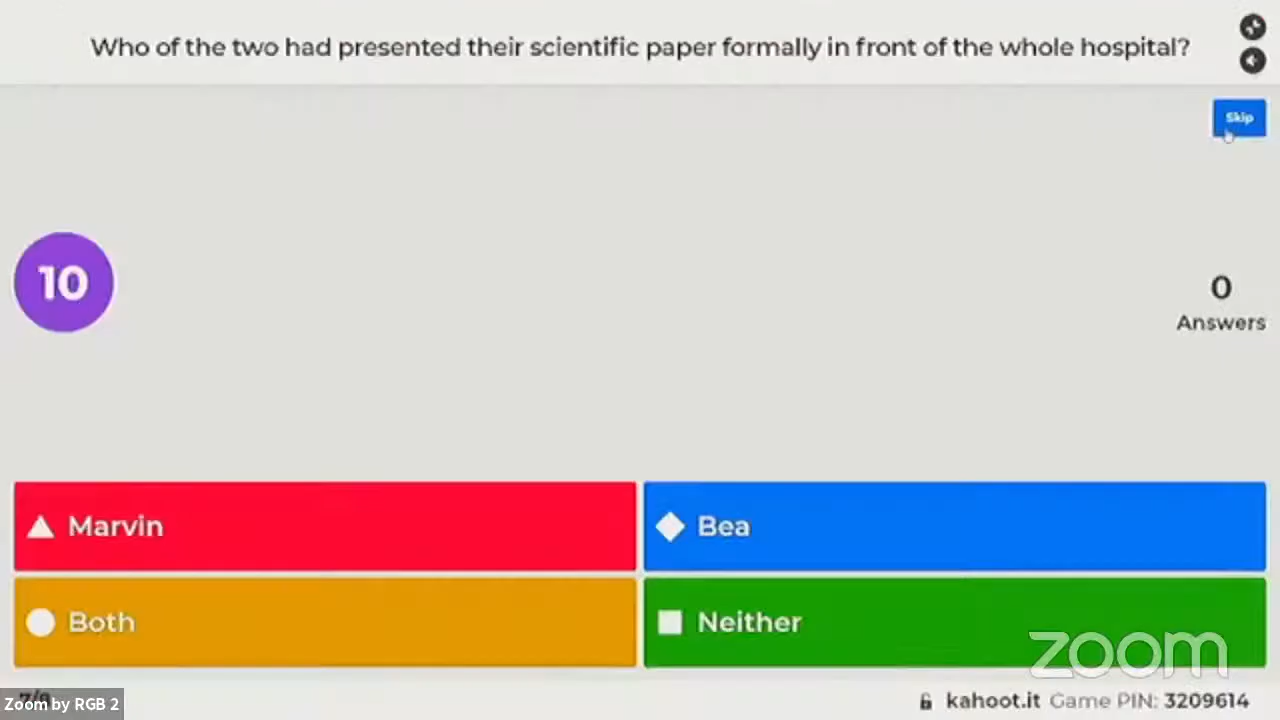 Who of the two had presented their scientific paper formally in front of the whole hospital?
Skip
10
0
Answers
Marvin
Bea
Both
Neither
zoom
Zoom by RGB 2
kahoot.it Game PIN: 3209614